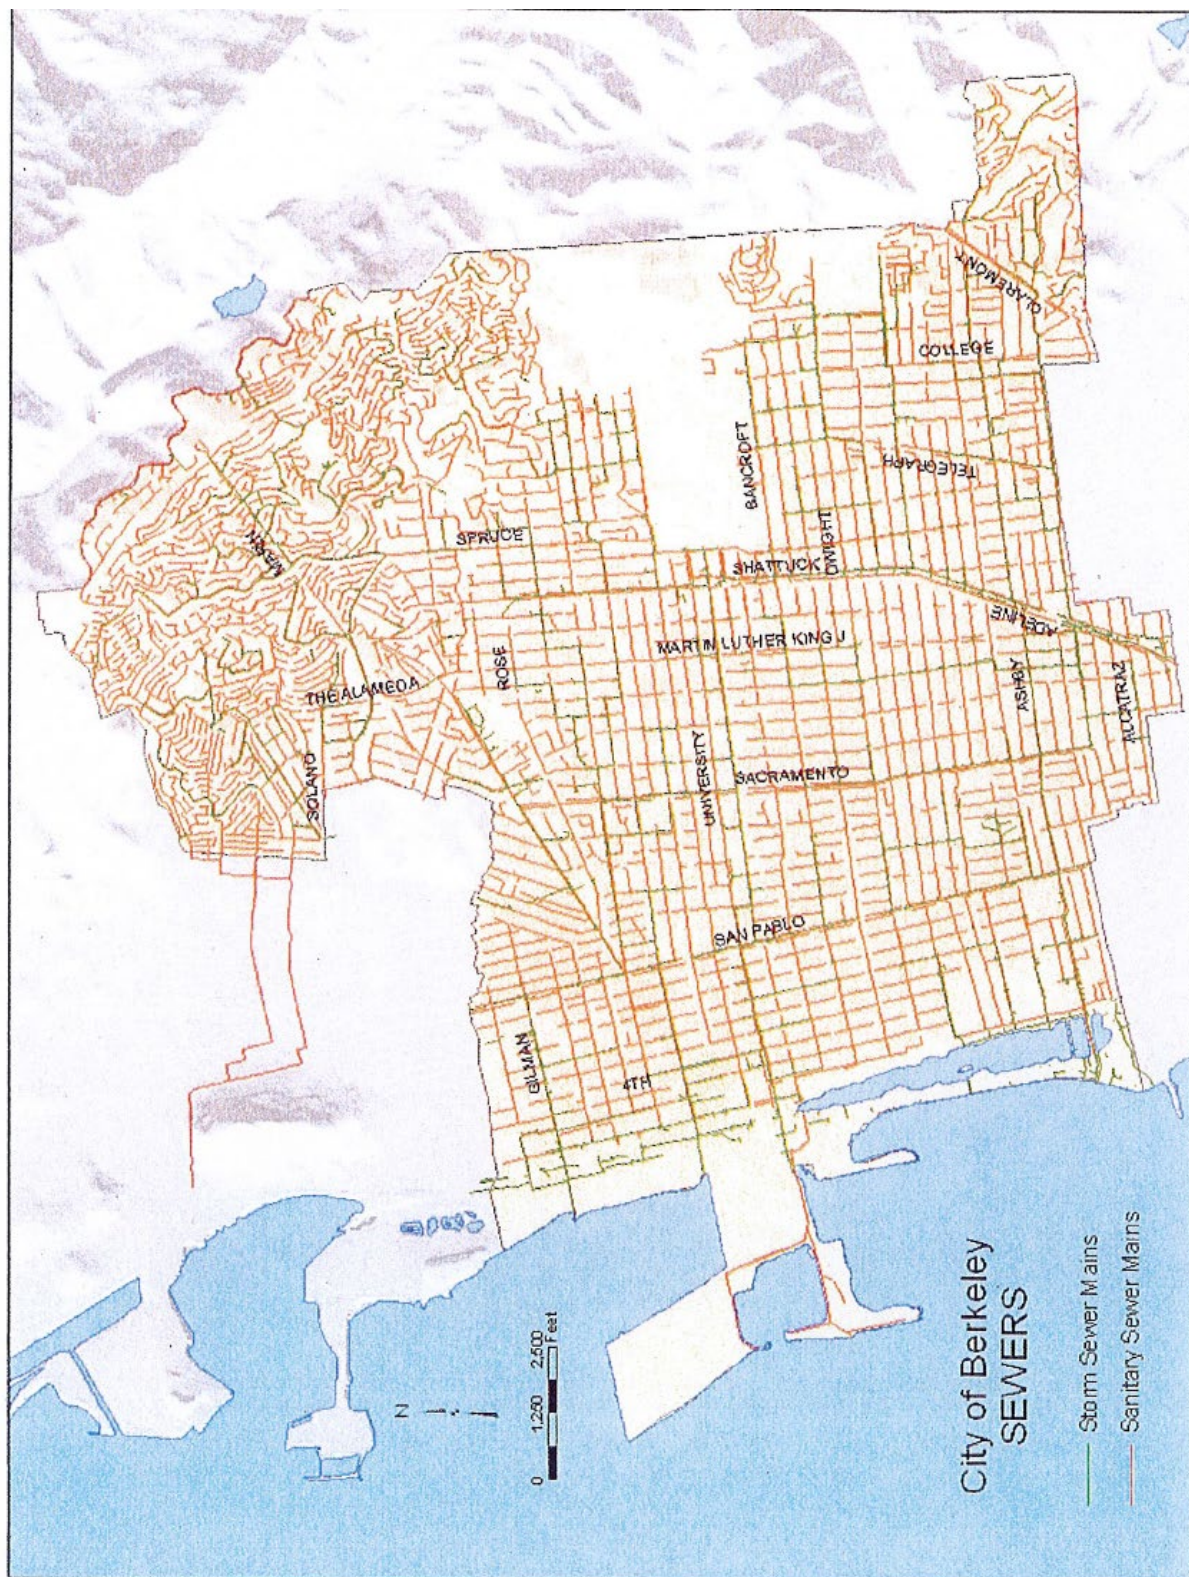 MARIN
SPRUCE
THE ALAMEDA
SOLANO
ROSE
GILMAN
4TH
BANCROFT
DWIGHT
SHATTUCK
MARTIN LUTHER KING J
UNIVERSITY
SACRAMENTO
SAN PABLO
COLLEGE
CLAREMONT
TELEGRAPH
ADELINE
ASHBY
ALCATRAZ
N
0 1,250 2,500
Feet
City of Berkeley
SEWERS
Storm Sewer Mains
Sanitary Sewer Mains